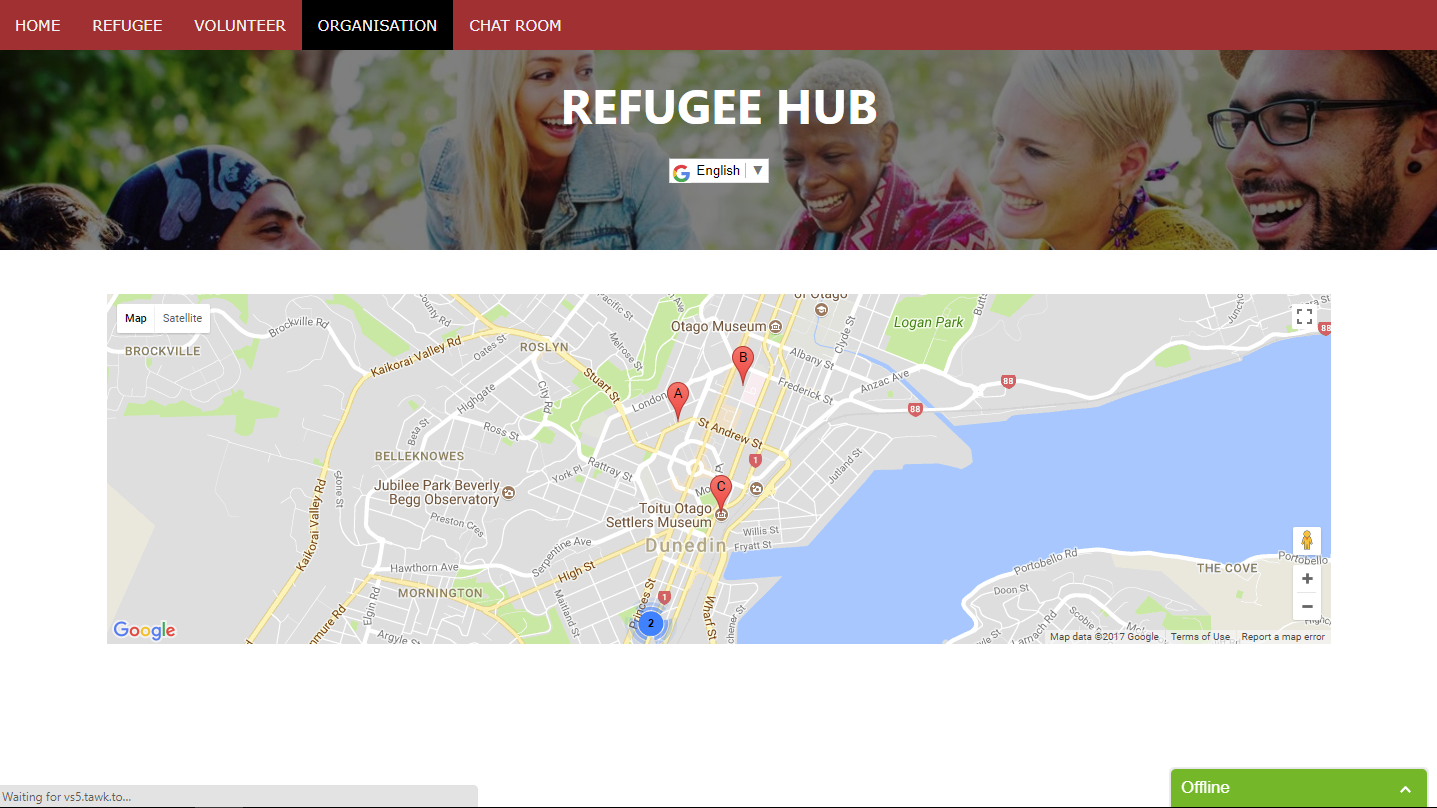 HOME REFUGEE VOLUNTEER ORGANISATION CHAT ROOM
REFUGEE HUB
English ▼
Map Satellite
BROCKVILLE
Brockville Rd
Kaikorai Valley Rd
Oates St
ROSLYN
Pacific St
Melrose St
Otago Museum
of Otago
Clyde St
Logan Park
88
Albany St
Frederick St
Anzac Ave
88
88
Stuart St
City Rd
London
Highgate
A
B
St Andrew St
1
Beta St
Ross St
BELLEKNOWES
York Pl
Rattray St
Jutland St
Jubilee Park Beverly
Begg Observatory
Stone St
C
Toitu Otago
Settlers Museum
Preston Cres
Willis St
Dunedin
Fryatt St
Kaikorai Valley Rd
Serpentine Ave
High St
Hawthorn Ave
MORNINGTON
Elgin Rd
Maitland St
Princes St
1
Wharf St
2
Argyle St
Portobello Rd
Portobello
THE COVE
Doon St
Larnach Rd
Google
Map data ©2017 Google Terms of Use Report a map error
Waiting for vs5.tawk.to...
Offline